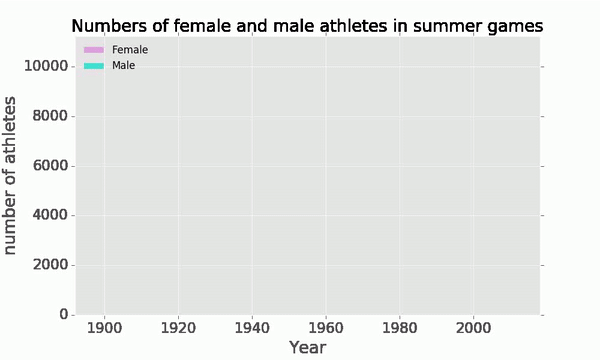 Numbers of female and male athletes in summer games
Female
Male
10000
8000
6000
4000
2000
0
number of athletes
1900 1920 1940 1960 1980 2000
Year